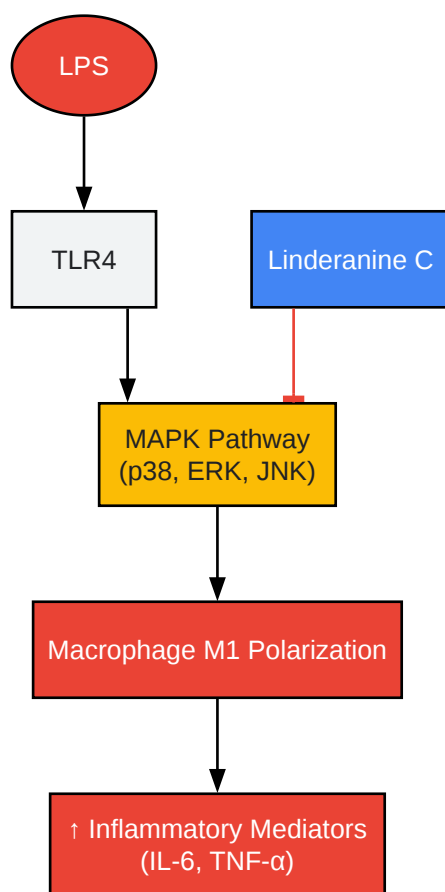 LPS
TLR4
Linderanine C
MAPK Pathway
(p38, ERK, JNK)
Macrophage M1 Polarization
↑ Inflammatory Mediators
(IL-6, TNF-α)